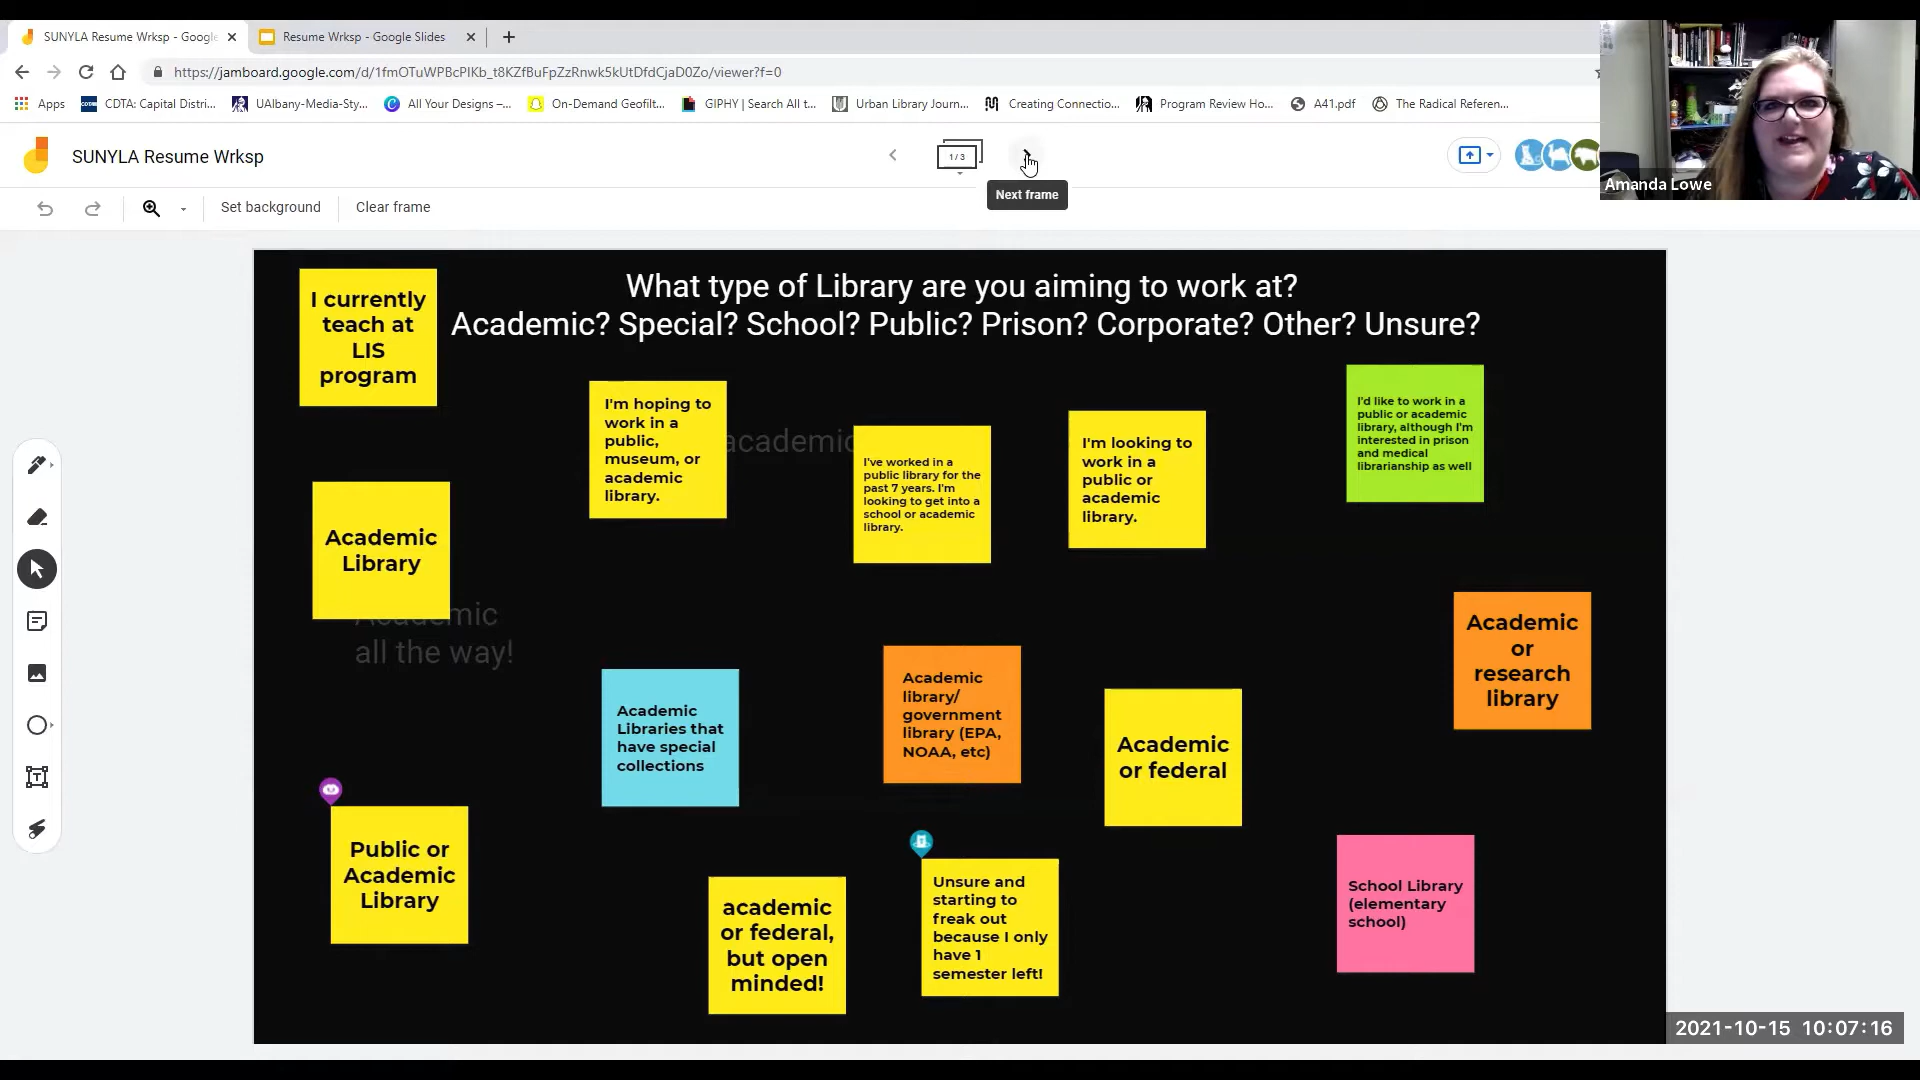 SUNYLA Resume Wrksp - Google
Resume Wrksp - Google Slides
https://jamboard.google.com/d/1fmOTuWPBcPIKb_t8KZfBuFpZzRnwk5kUtDfdCjaD0Zo/viewer?f=0
Apps
CDTA: Capital Distri...
UAlbany-Media-Sty...
All Your Designs –...
On-Demand Geofilt...
GIPHY | Search All t...
Urban Library Journ...
Creating Connectio...
Program Review Ho...
A41.pdf
The Radical Referen...
SUNYLA Resume Wrksp
1 / 3
Next frame
Amanda Lowe
Set background
Clear frame
What type of Library are you aiming to work at?
Academic? Special? School? Public? Prison? Corporate? Other? Unsure?
I currently
teach at
LIS
program
I'm hoping to
work in a
public,
museum, or
academic
library.
academic
I've worked in a
public library for the
past 7 years. I'm
looking to get into a
school or academic
library.
I'm looking to
work in a
public or
academic
library.
I'd like to work in a
public or academic
library, although I'm
interested in prison
and medical
librarianship as well
Academic
Library
Academic
all the way!
Academic
Libraries that
have special
collections
Academic
library/
government
library (EPA,
NOAA, etc)
Academic
or federal
Academic
or
research
library
Public or
Academic
Library
academic
or federal,
but open
minded!
Unsure and
starting to
freak out
because I only
have 1
semester left!
School Library
(elementary
school)
2021-10-15 10:07:16